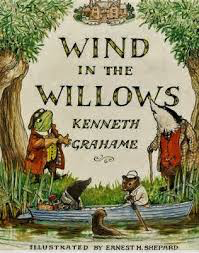 WIND
IN THE
WILLOWS
KENNETH
GRAHAME
ILLUSTRATED BY ERNEST H. SHEPARD